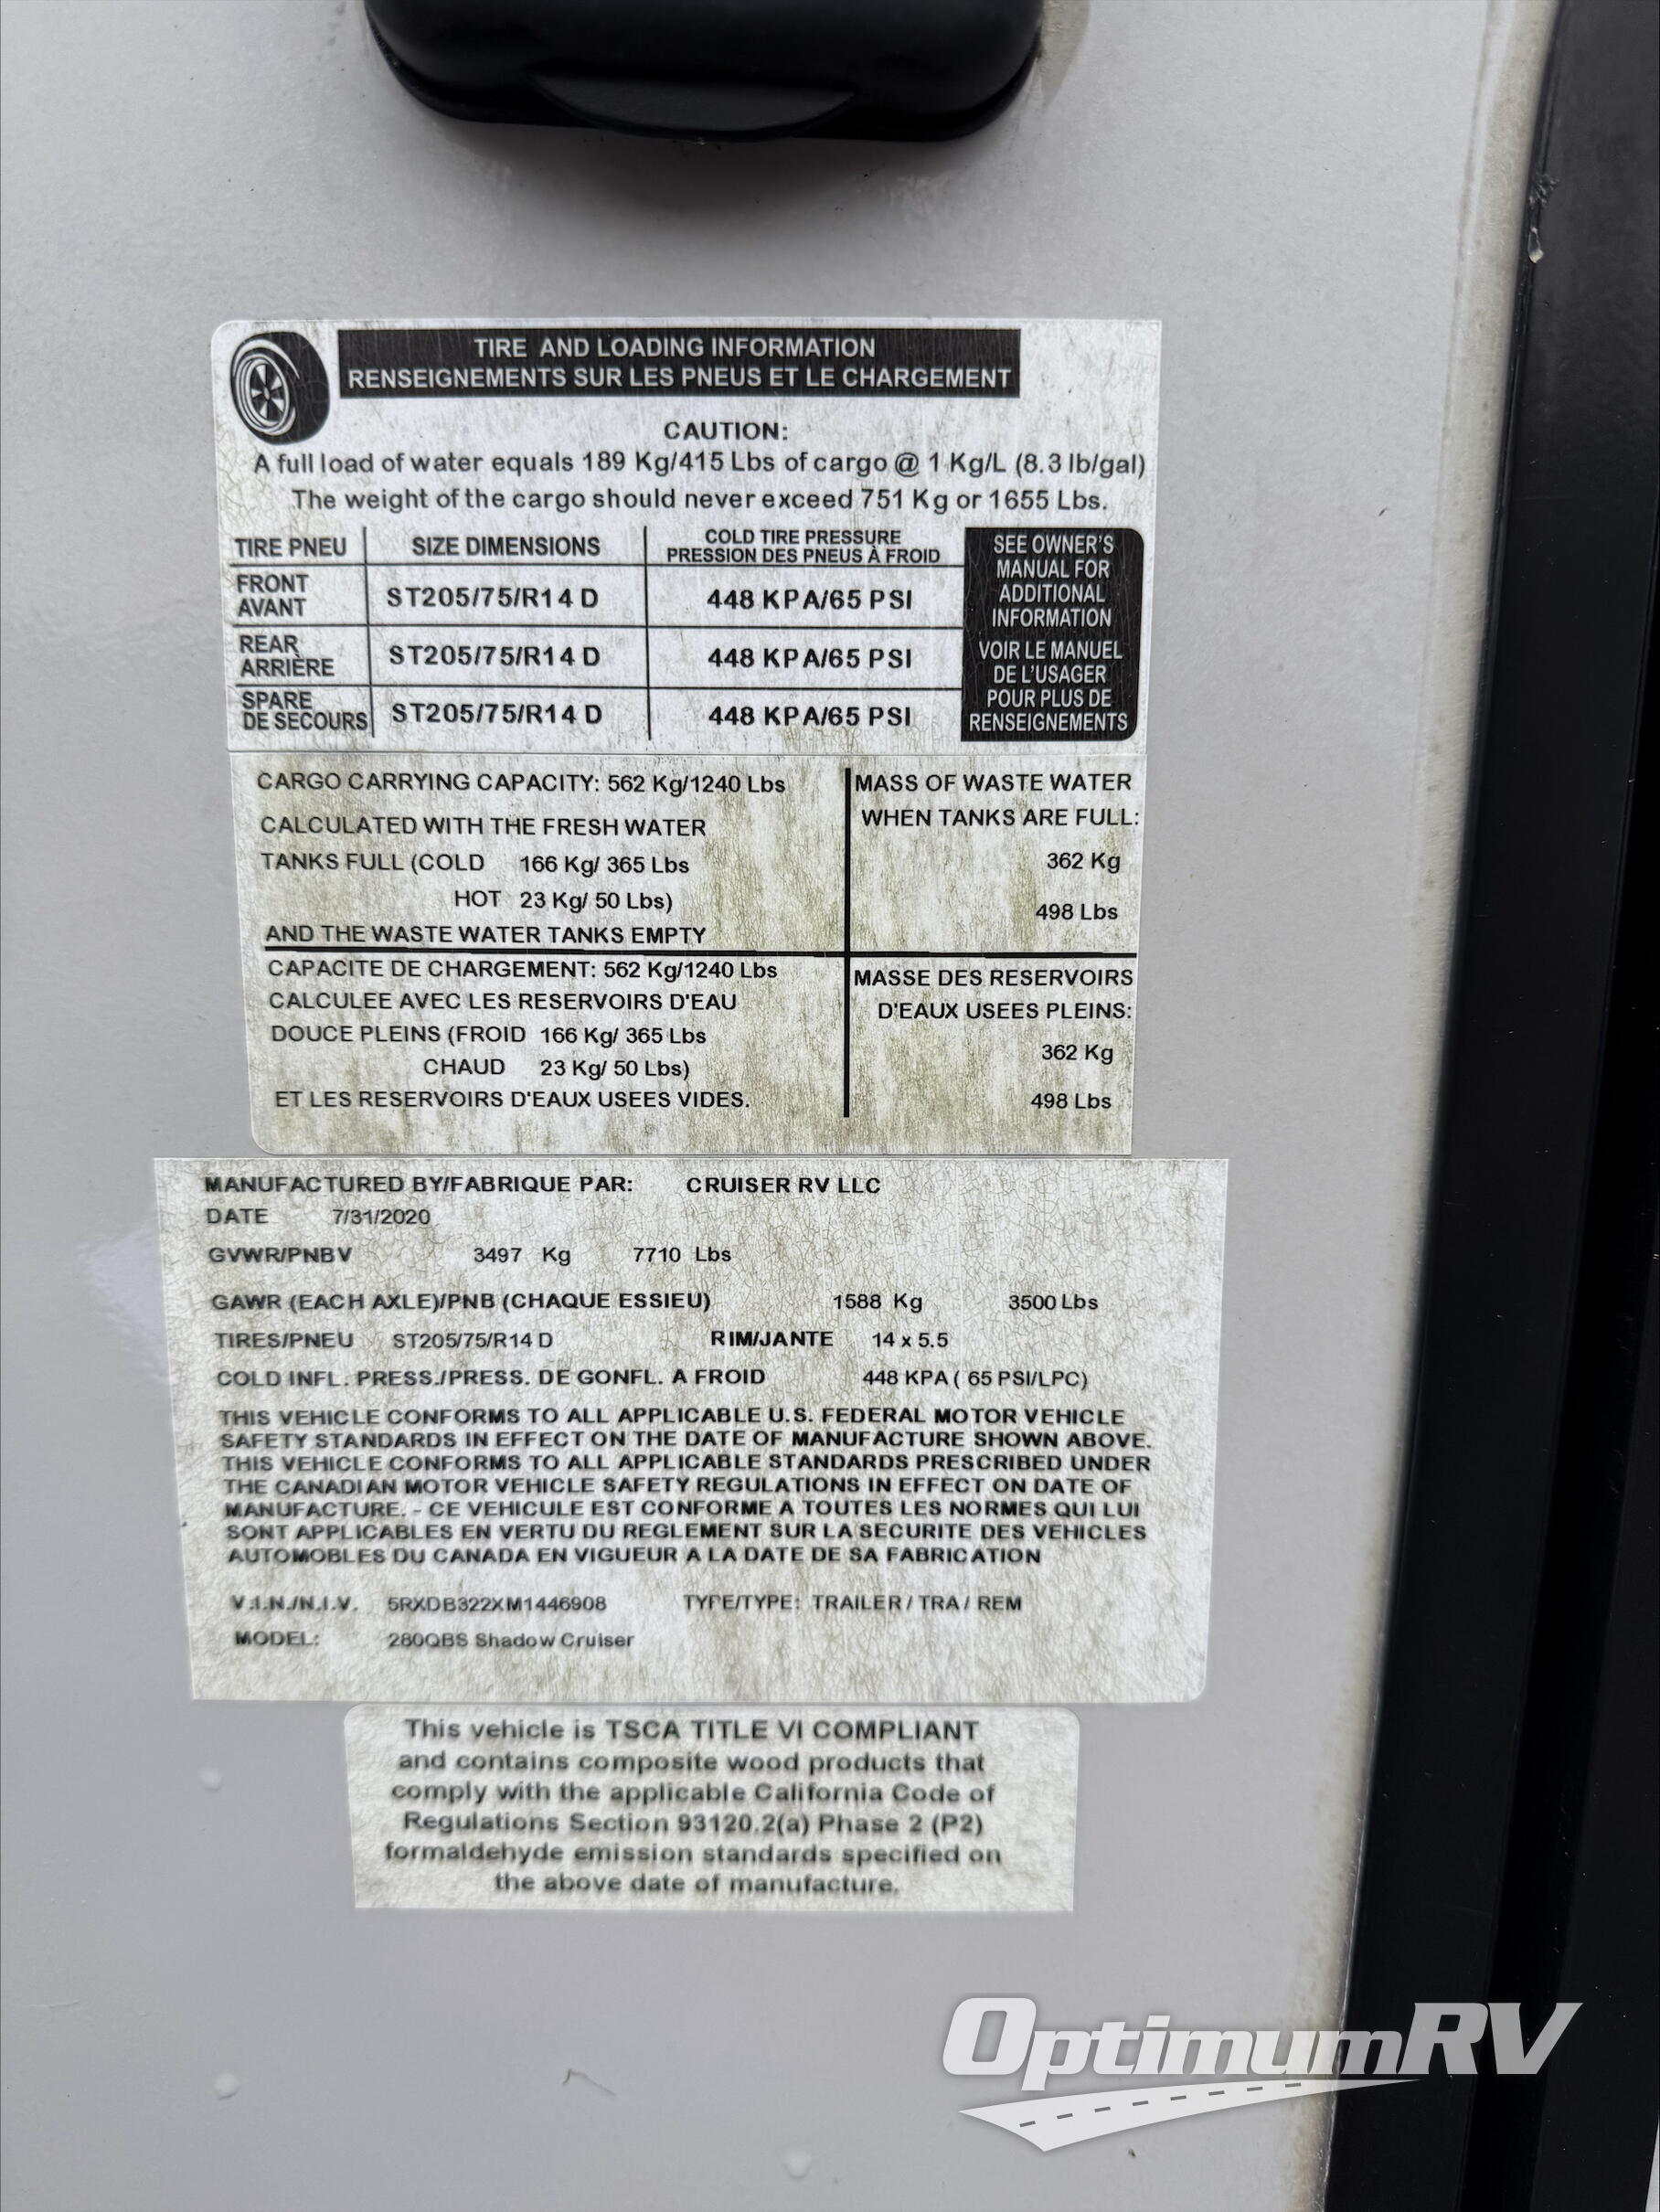 TIRE AND LOADING INFORMATION
RENSEIGNEMENTS SUR LES PNEUS ET LE CHARGEMENT
CAUTION:
A full load of water equals 189 Kg/415 Lbs of cargo @ 1 Kg/L (8.3 lb/gal)
The weight of the cargo should never exceed 751 Kg or 1655 Lbs.
TIRE PNEU SIZE DIMENSIONS COLD TIRE PRESSURE
PRESSION DES PNEUS À FROID
FRONT
AVANT ST205/75/R14 D 448 KPA/65 PSI
REAR
ARRIÈRE ST205/75/R14 D 448 KPA/65 PSI
SPARE
DE SECOURS ST205/75/R14 D 448 KPA/65 PSI
SEE OWNER'S
MANUAL FOR
ADDITIONAL
INFORMATION
VOIR LE MANUEL
DE L'USAGER
POUR PLUS DE
RENSEIGNEMENTS
CARGO CARRYING CAPACITY: 562 Kg/1240 Lbs
CALCULATED WITH THE FRESH WATER
TANKS FULL (COLD 166 Kg/ 365 Lbs
HOT 23 Kg/ 50 Lbs)
AND THE WASTE WATER TANKS EMPTY
MASS OF WASTE WATER
WHEN TANKS ARE FULL:
362 Kg
498 Lbs
CAPACITE DE CHARGEMENT: 562 Kg/1240 Lbs
CALCULEE AVEC LES RESERVOIRS D'EAU
DOUCE PLEINS (FROID 166 Kg/ 365 Lbs
CHAUD 23 Kg/ 50 Lbs)
ET LES RESERVOIRS D'EAUX USEES VIDES.
MASSE DES RESERVOIRS
D'EAUX USEES PLEINS:
362 Kg
498 Lbs
MANUFACTURED BY/FABRIQUE PAR: CRUISER RV LLC
DATE 7/31/2020
GVWR/PNBV 3497 Kg 7710 Lbs
GAWR (EACH AXLE)/PNB (CHAQUE ESSIEU) 1588 Kg 3500 Lbs
TIRES/PNEU ST205/75/R14 D RIM/JANTE 14 x 5.5
COLD INFL. PRESS./PRESS. DE GONFL. A FROID 448 KPA ( 65 PSI/LPC)
THIS VEHICLE CONFORMS TO ALL APPLICABLE U.S. FEDERAL MOTOR VEHICLE
SAFETY STANDARDS IN EFFECT ON THE DATE OF MANUFACTURE SHOWN ABOVE.
THIS VEHICLE CONFORMS TO ALL APPLICABLE STANDARDS PRESCRIBED UNDER
THE CANADIAN MOTOR VEHICLE SAFETY REGULATIONS IN EFFECT ON DATE OF
MANUFACTURE. - CE VEHICULE EST CONFORME A TOUTES LES NORMES QUI LUI
SONT APPLICABLES EN VERTU DU REGLEMENT SUR LA SECURITE DES VEHICLES
AUTOMOBLES DU CANADA EN VIGUEUR A LA DATE DE SA FABRICATION
V.I.N./N.I.V. 5RXDB322XM1446908 TYPE/TYPE: TRAILER / TRA / REM
MODEL: 280QBS Shadow Cruiser
This vehicle is TSCA TITLE VI COMPLIANT
and contains composite wood products that
comply with the applicable California Code of
Regulations Section 93120.2(a) Phase 2 (P2)
formaldehyde emission standards specified on
the above date of manufacture.
OptimumRV